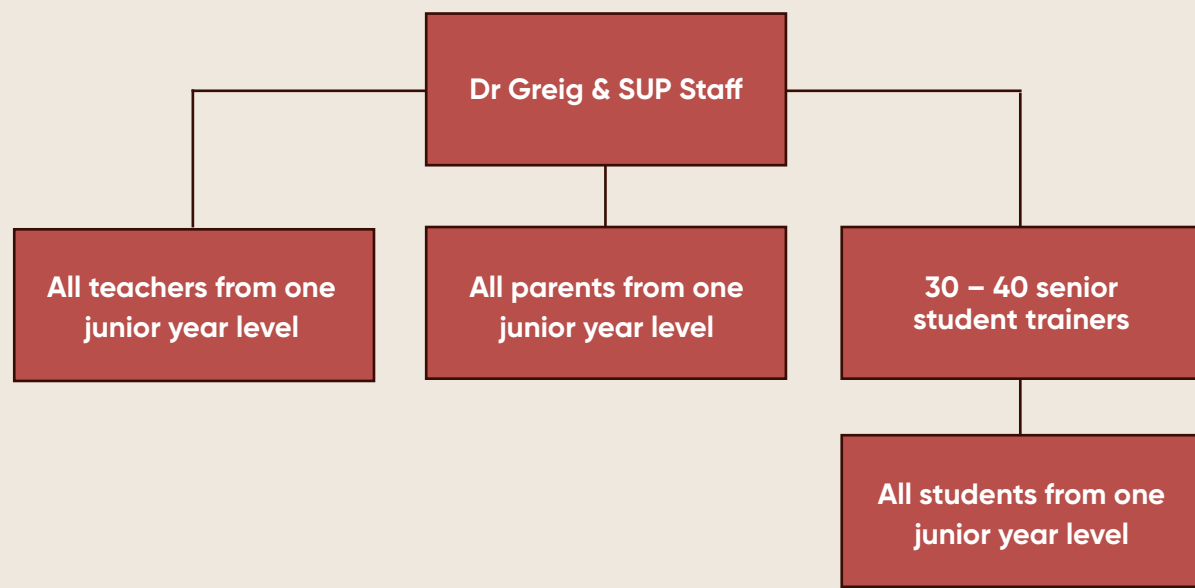 Dr Greig & SUP Staff
All teachers from one
junior year level
All parents from one
junior year level
30 – 40 senior
student trainers
All students from one
junior year level